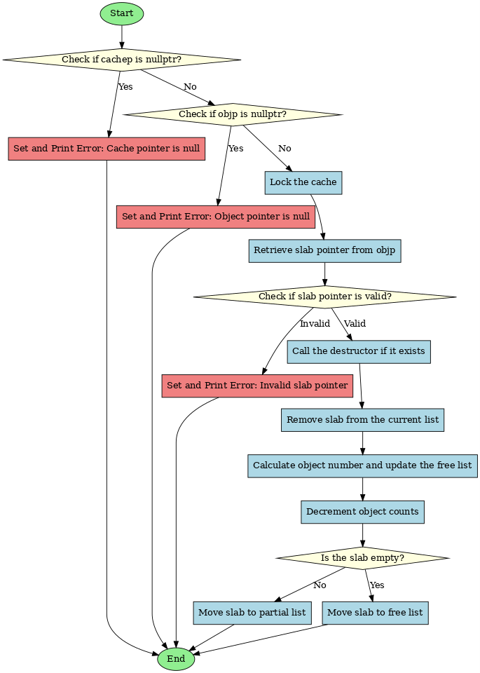 Start
Check if cachep is nullptr?
Yes
No
Check if objp is nullptr?
Set and Print Error: Cache pointer is null
Yes
No
Lock the cache
Set and Print Error: Object pointer is null
Retrieve slab pointer from objp
Check if slab pointer is valid?
Invalid
Valid
Call the destructor if it exists
Set and Print Error: Invalid slab pointer
Remove slab from the current list
Calculate object number and update the free list
Decrement object counts
Is the slab empty?
No
Yes
Move slab to partial list
Move slab to free list
End